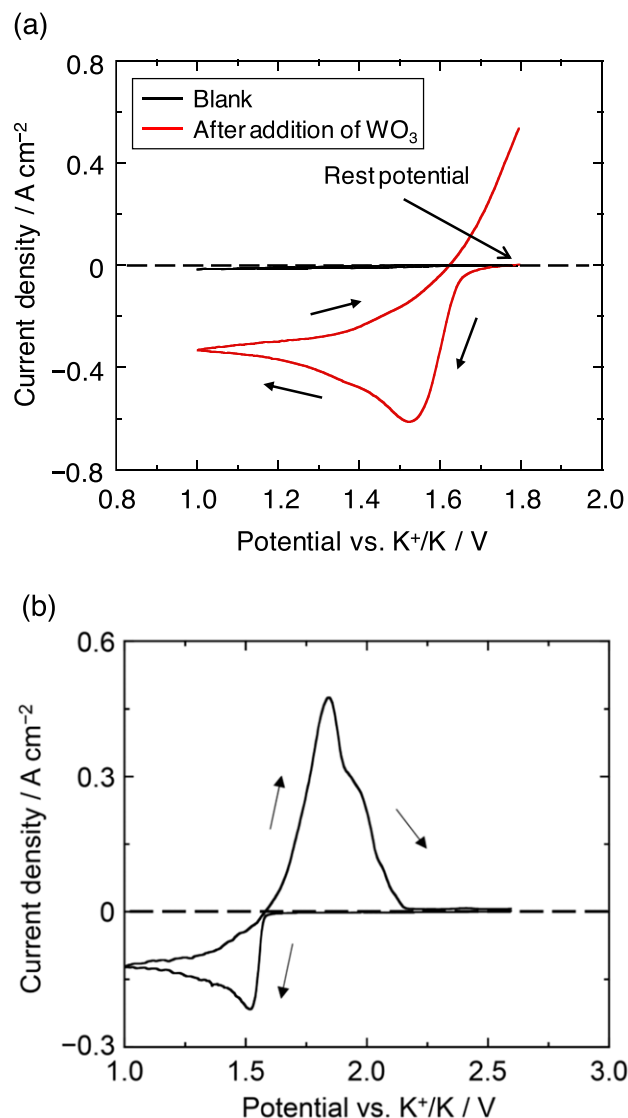 (a)
0.8
Blank
After addition of WO₃
Rest potential
0.4
0
−0.4
−0.8
Current density / A cm⁻²
0.8 1.0 1.2 1.4 1.6 1.8 2.0
Potential vs. K⁺/K / V
(b)
0.6
0.3
0
−0.3
Current density / A cm⁻²
1.0 1.5 2.0 2.5 3.0
Potential vs. K⁺/K / V